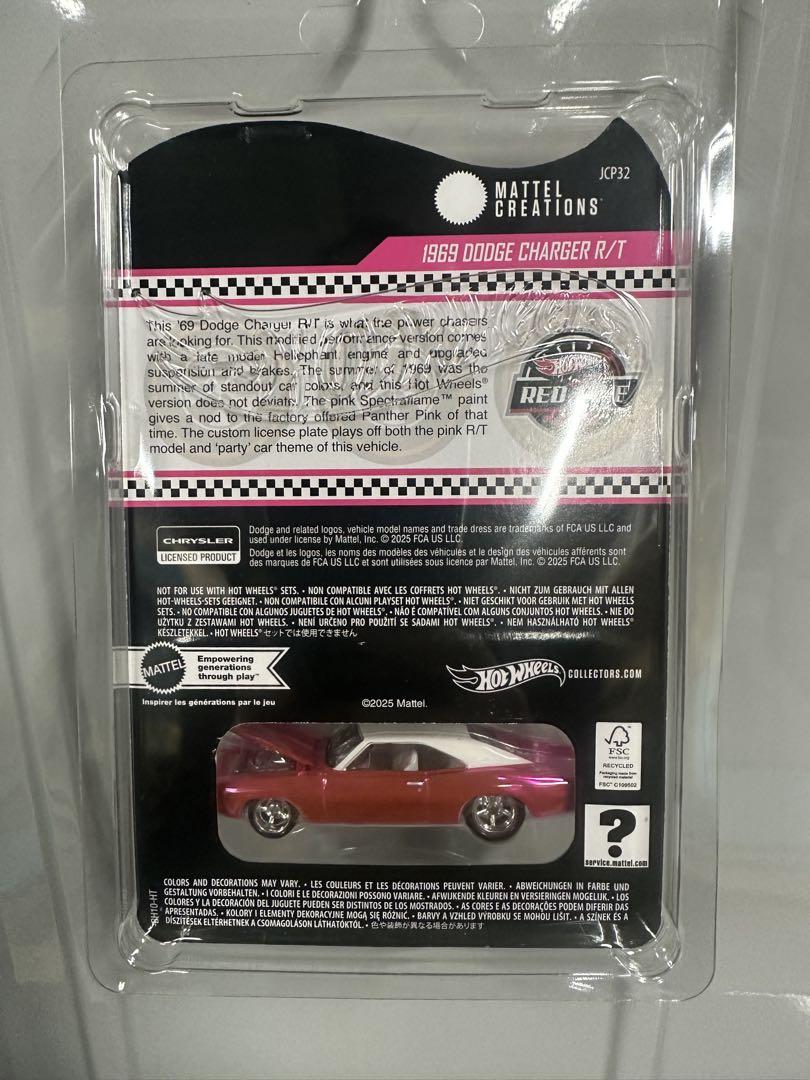 JCP32
MATTEL
CREATIONS
1969 DODGE CHARGER R/T
This '69 Dodge Charger R/T is what the power chasers
are looking for. This modified performance version comes
with a late model Hellephant engine and upgraded
suspension and brakes. The summer of 1969 was the
summer of standout car colors, and this Hot Wheels®
version does not deviate. The pink Spectraflame™ paint
gives a nod to the factory offered Panther Pink of that
time. The custom license plate plays off both the pink R/T
model and 'party' car theme of this vehicle.
HOT WHEELS
RED LINE
CHRYSLER
LICENSED PRODUCT
Dodge and related logos, vehicle model names and trade dress are trademarks of FCA US LLC and
used under license by Mattel, Inc. © 2025 FCA US LLC.
Dodge et les logos, les noms des modèles des véhicules et le design des véhicules afférents sont
des marques de FCA US LLC et sont utilisées sous licence par Mattel, Inc. © 2025 FCA US LLC.
NOT FOR USE WITH HOT WHEELS® SETS. • NON COMPATIBLE AVEC LES COFFRETS HOT WHEELS®. • NICHT ZUM GEBRAUCH MIT ALLEN
HOT-WHEELS-SETS GEEIGNET. • NON COMPATIBILE CON ALCUNI PLAYSET HOT WHEELS®. • NIET GESCHIKT VOOR GEBRUIK MET HOT WHEELS
SETS. • NO COMPATIBLE CON ALGUNOS JUGUETES DE HOT WHEELS®. • NÃO É COMPATÍVEL COM ALGUNS CONJUNTOS HOT WHEELS. • NIE DO
UŻYTKU Z ZESTAWAMI HOT WHEELS. • NENÍ URČENO PRO POUŽITÍ SE SADAMI HOT WHEELS®. • NEM HASZNÁLHATÓ HOT WHEELS®
KÉSZLETEKKEL. • HOT WHEELS® セットでは使用できません
MATTEL
Empowering
generations
through play™
Inspirer les générations par le jeu
HOT WHEELS
COLLECTORS.COM
©2025 Mattel.
FSC
www.fsc.org
RECYCLED
Packaging made from
recycled material
FSC® C109502
?
service.mattel.com
COLORS AND DECORATIONS MAY VARY. • LES COULEURS ET LES DÉCORATIONS PEUVENT VARIER. • ABWEICHUNGEN IN FARBE UND
GESTALTUNG VORBEHALTEN. • I COLORI E LE DECORAZIONI POSSONO VARIARE. • AFWIJKENDE KLEUREN EN VERSIERINGEN MOGELIJK. • LOS
COLORES Y LA DECORACIÓN DEL JUGUETE PUEDEN SER DISTINTOS DE LOS MOSTRADOS. • AS CORES E AS DECORAÇÕES PODEM DIFERIR DAS
APRESENTADAS. • KOLORY I ELEMENTY DEKORACYJNE MOGĄ SIĘ RÓŻNIĆ. • BARVY A VZHLED VÝROBKU SE MOHOU LIŠIT. • A SZÍNEK ÉS A
DÍSZÍTÉSEK ELTÉRHETNEK A CSOMAGOLÁSON LÁTHATÓKTÓL. • 色や装飾が異なる場合があります